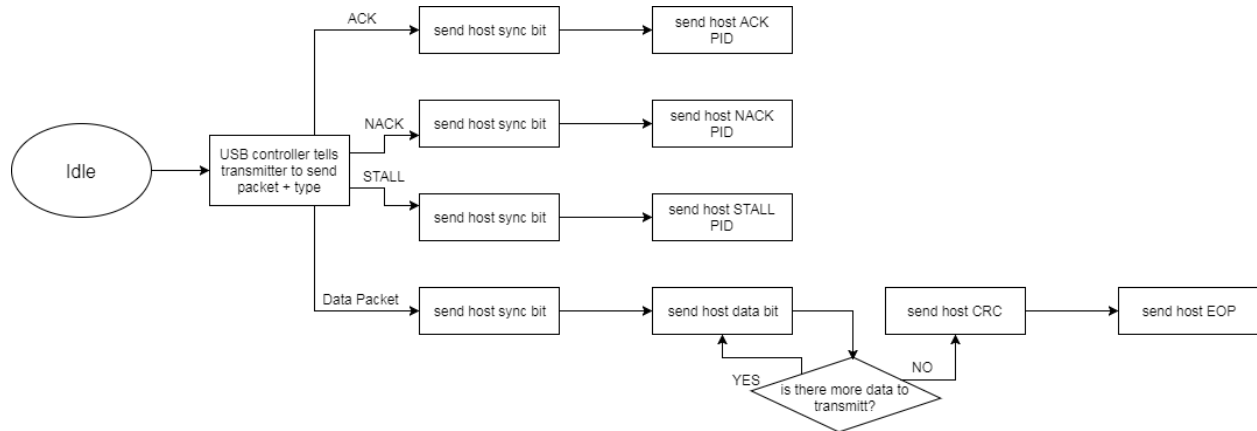 ACK
send host sync bit
send host ACK
PID
NACK
send host sync bit
send host NACK
PID
Idle
USB controller tells
transmitter to send
packet + type
STALL
send host sync bit
send host STALL
PID
Data Packet
send host sync bit
send host data bit
send host CRC
send host EOP
YES
NO
is there more data to
transmitt?